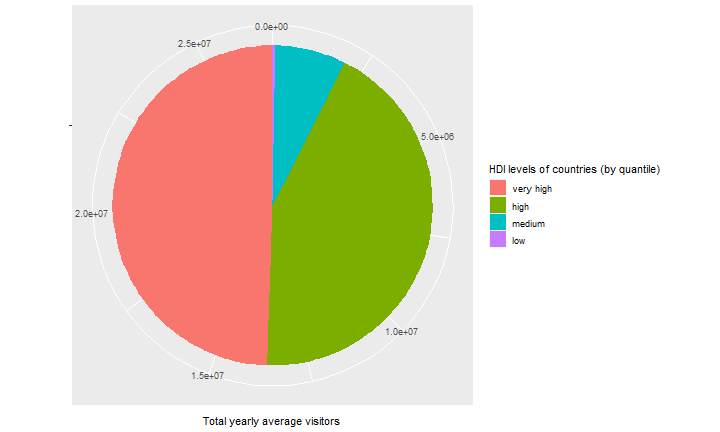 0.0e+00
2.5e+07
5.0e+06
2.0e+07
1.0e+07
1.5e+07
Total yearly average visitors
HDI levels of countries (by quantile)
very high
high
medium
low